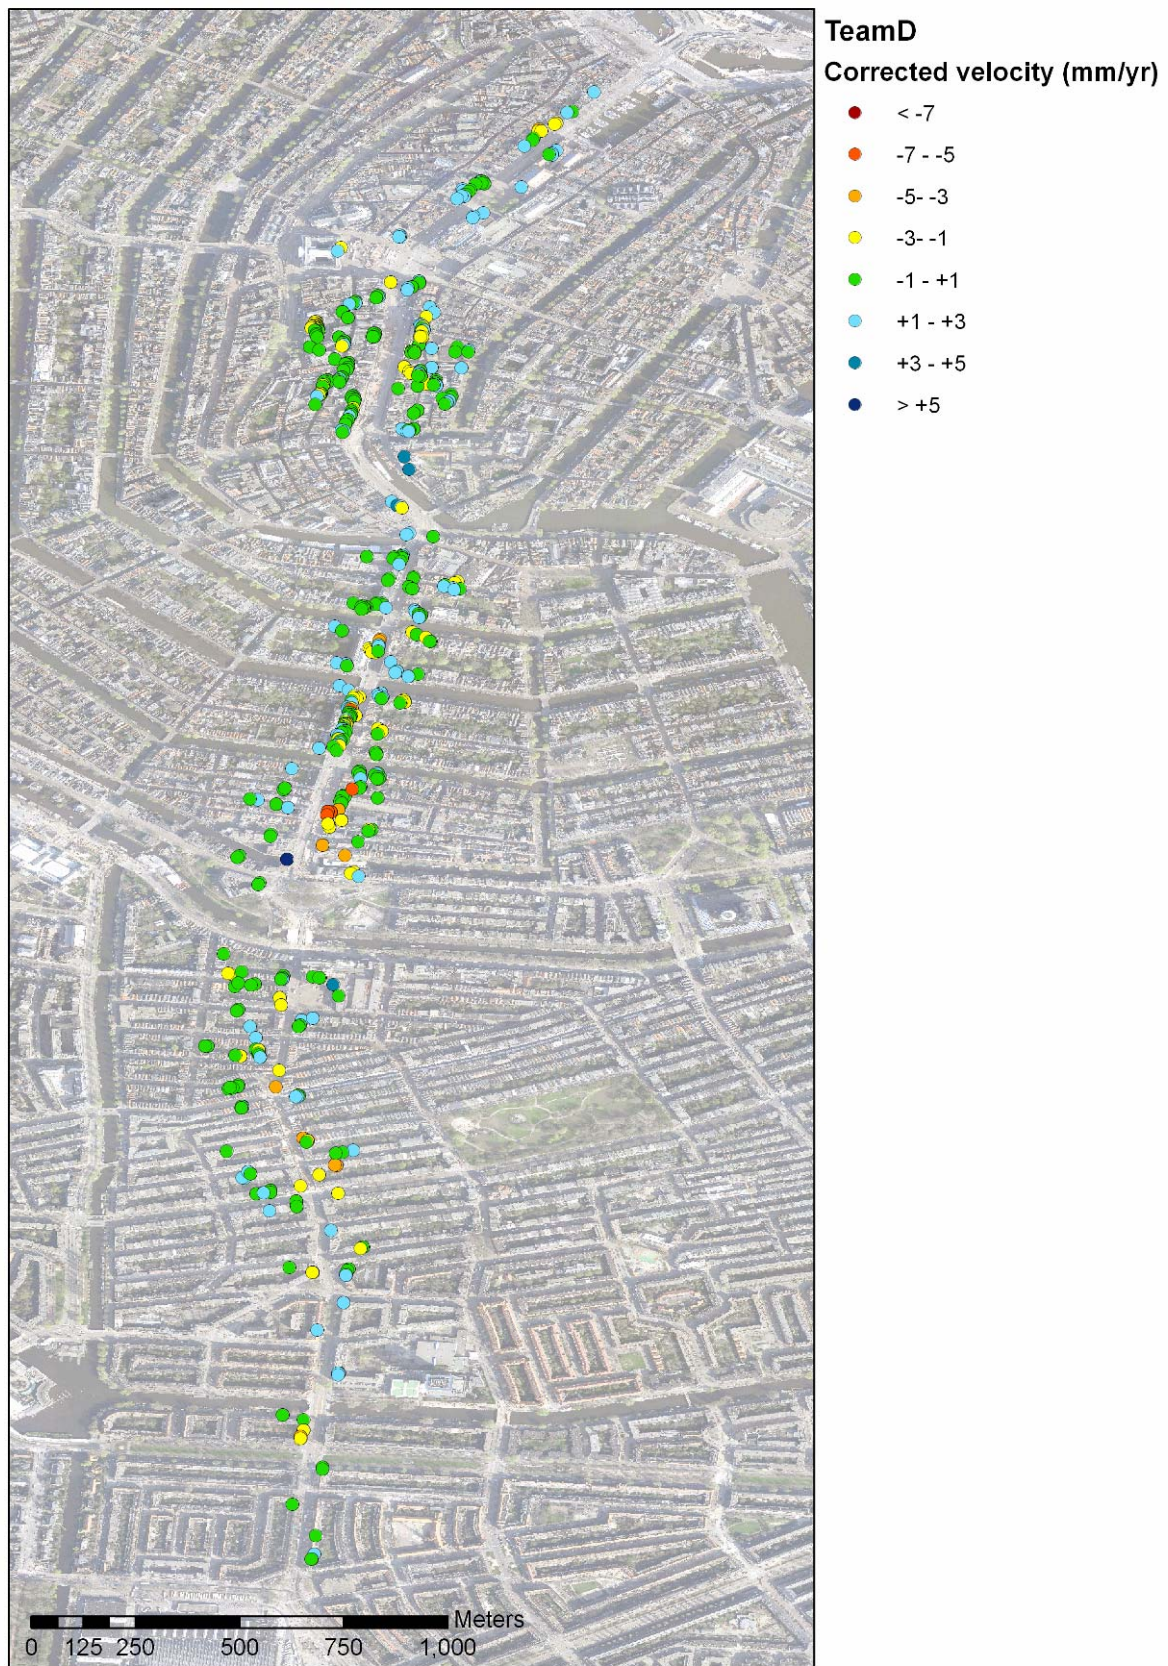 TeamD
Corrected velocity (mm/yr)
< -7
-7 - -5
-5- -3
-3- -1
-1 - +1
+1 - +3
+3 - +5
> +5
Meters
0 125 250 500 750 1,000